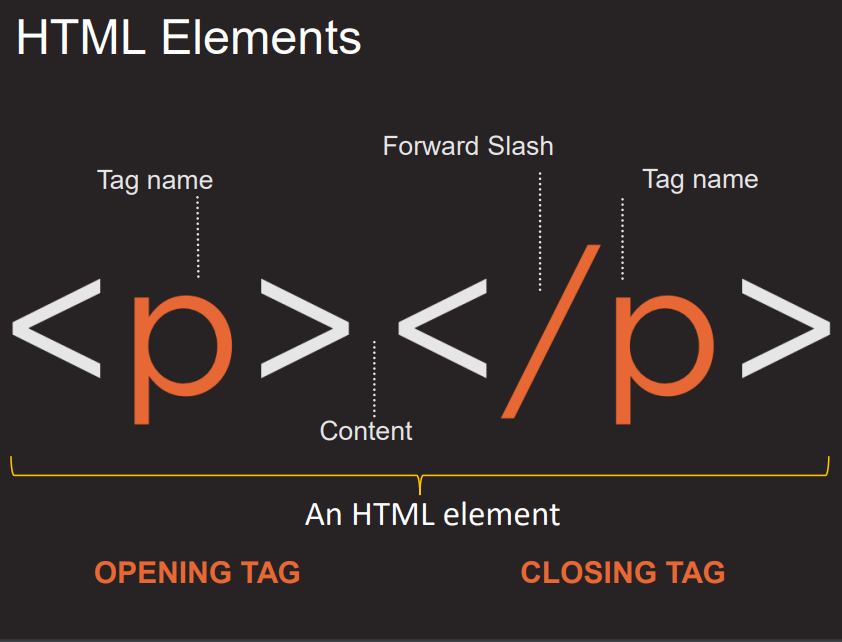 HTML Elements
Forward Slash
Tag name
Tag name
<p> </p>
Content
An HTML element
OPENING TAG
CLOSING TAG